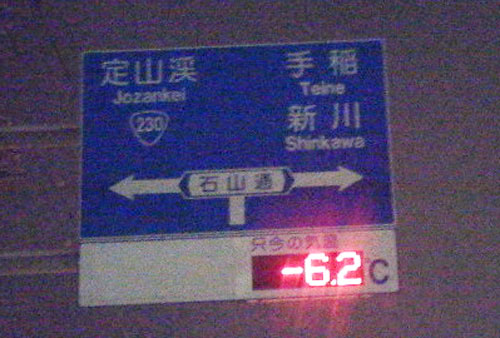 定山渓
Jozankei
230
手稲
Teine
新川
Shinkawa
石山通
只今の気温
-6.2℃